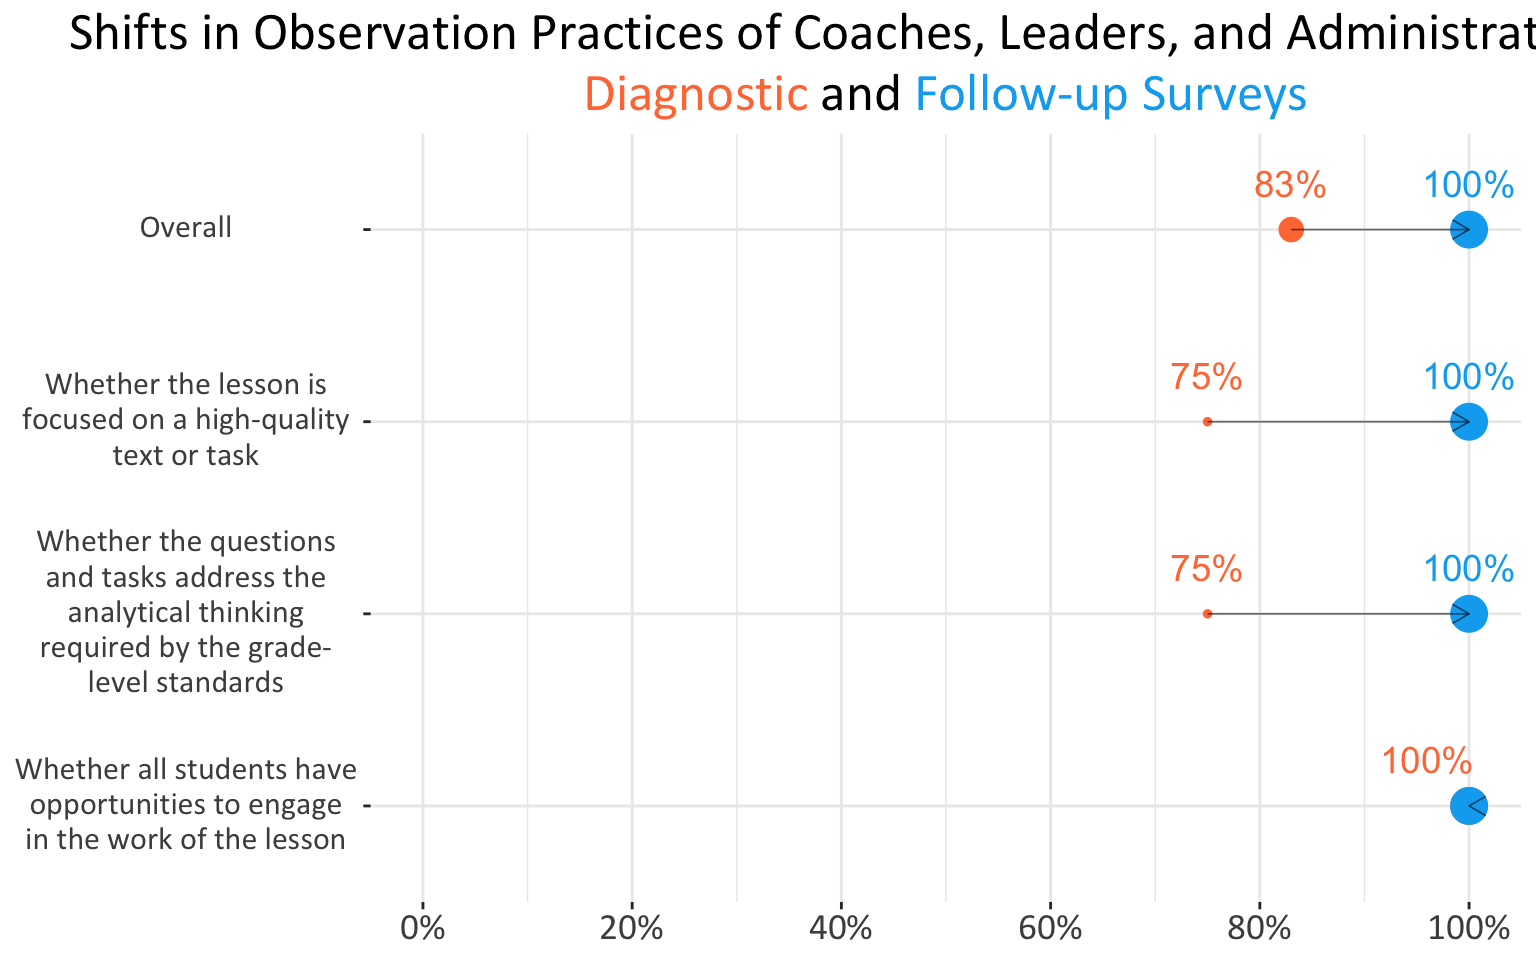 Shifts in Observation Practices of Coaches, Leaders, and Administrat
Diagnostic and Follow-up Surveys
83% 100%
Overall
75% 100%
Whether the lesson is
focused on a high-quality
text or task
75% 100%
Whether the questions
and tasks address the
analytical thinking
required by the grade-
level standards
100%
Whether all students have
opportunities to engage
in the work of the lesson
0% 20% 40% 60% 80% 100%